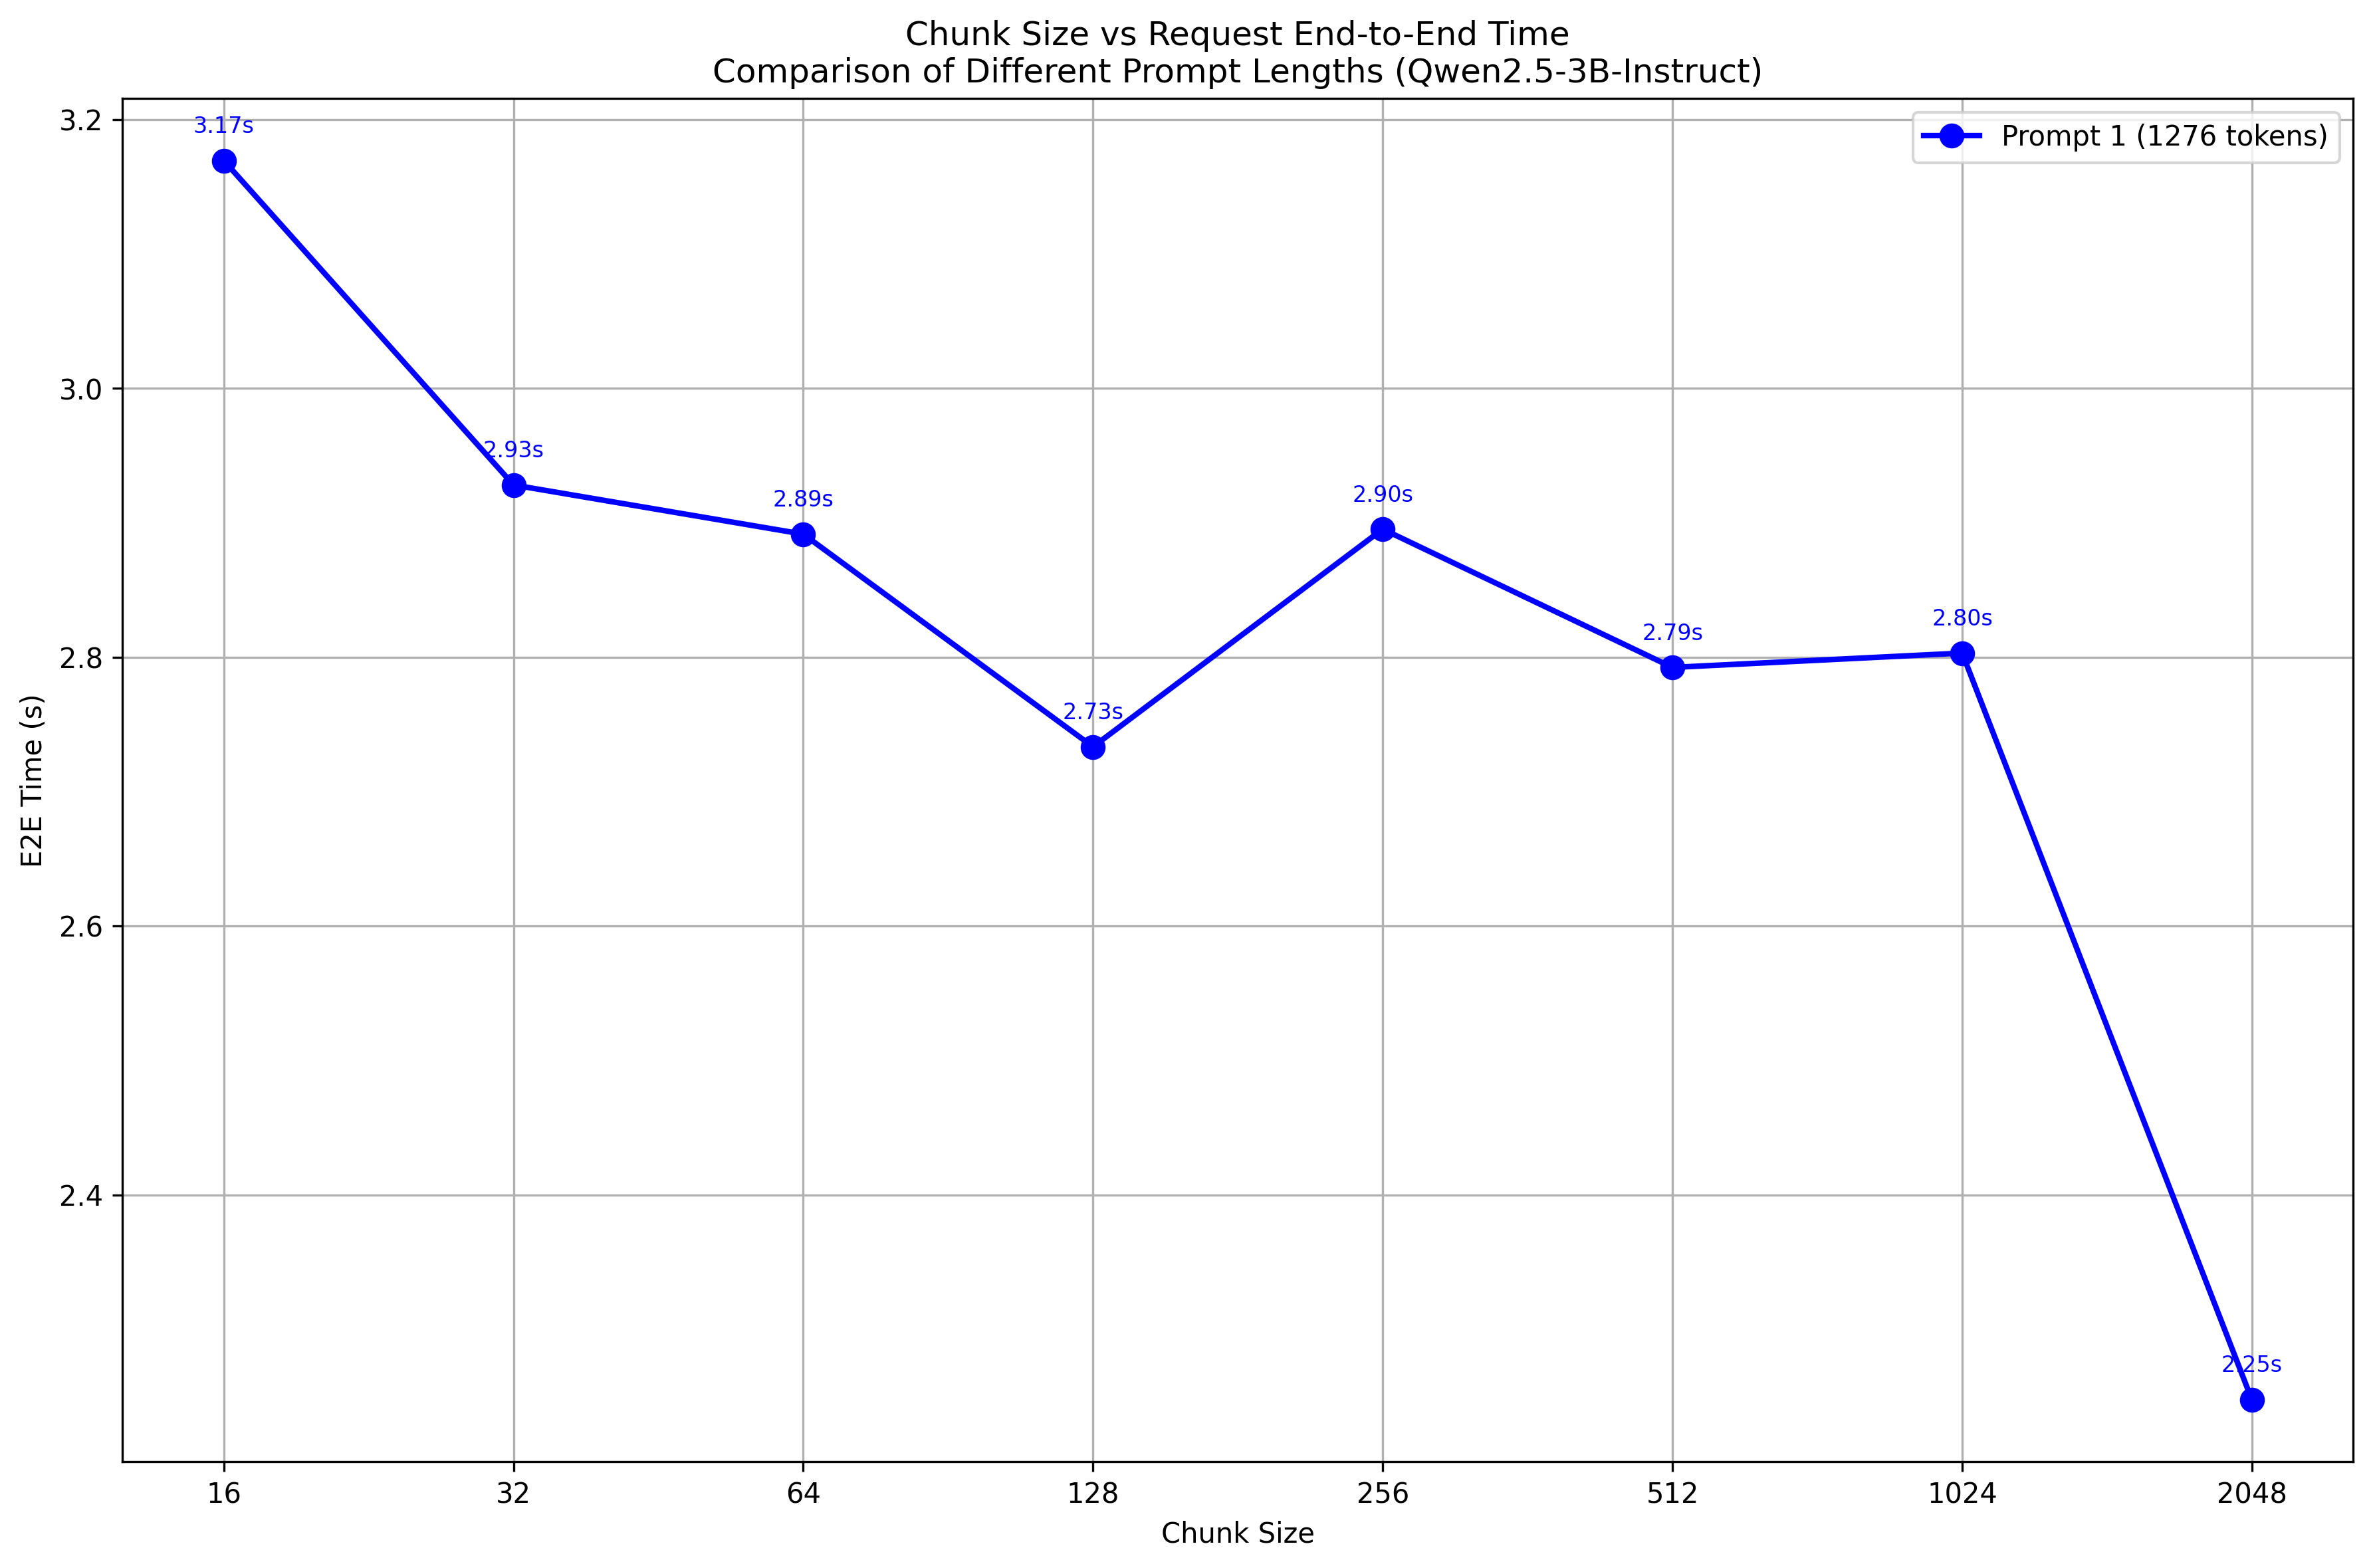 Chunk Size vs Request End-to-End Time
Comparison of Different Prompt Lengths (Qwen2.5-3B-Instruct)
Prompt 1 (1276 tokens)
E2E Time (s)
3.2
3.0
2.8
2.6
2.4
3.17s
2.93s
2.89s
2.73s
2.90s
2.79s
2.80s
2.25s
16
32
64
128
256
512
1024
2048
Chunk Size